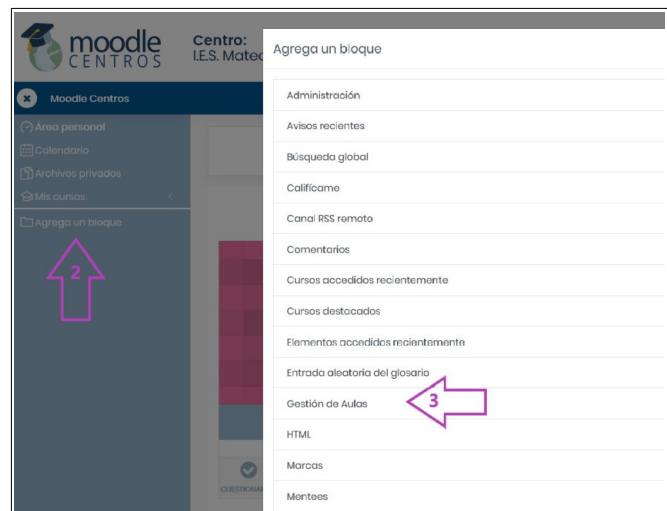 moodle
CENTROS
Centro:
I.E.S. Mateo
Moodle Centros
Área personal
Calendario
Archivos privados
Mis cursos
Agrega un bloque
2
CUESTIONA
Agrega un bloque
Administración
Avisos recientes
Búsqueda global
Califícame
Canal RSS remoto
Comentarios
Cursos accedidos recientemente
Cursos destacados
Elementos accedidos recientemente
Entrada aleatoria del glosario
Gestión de Aulas
3
HTML
Marcas
Mentees